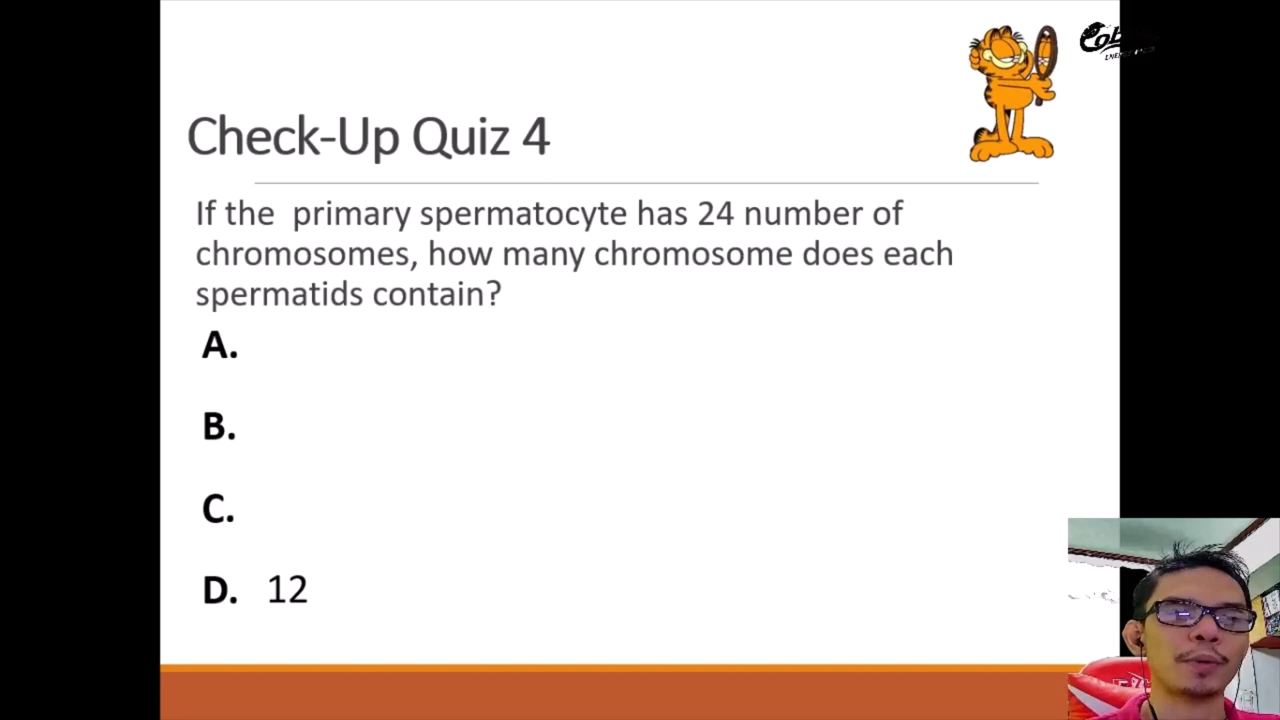 Check-Up Quiz 4
If the primary spermatocyte has 24 number of
chromosomes, how many chromosome does each
spermatids contain?
A.
B.
C.
D. 12